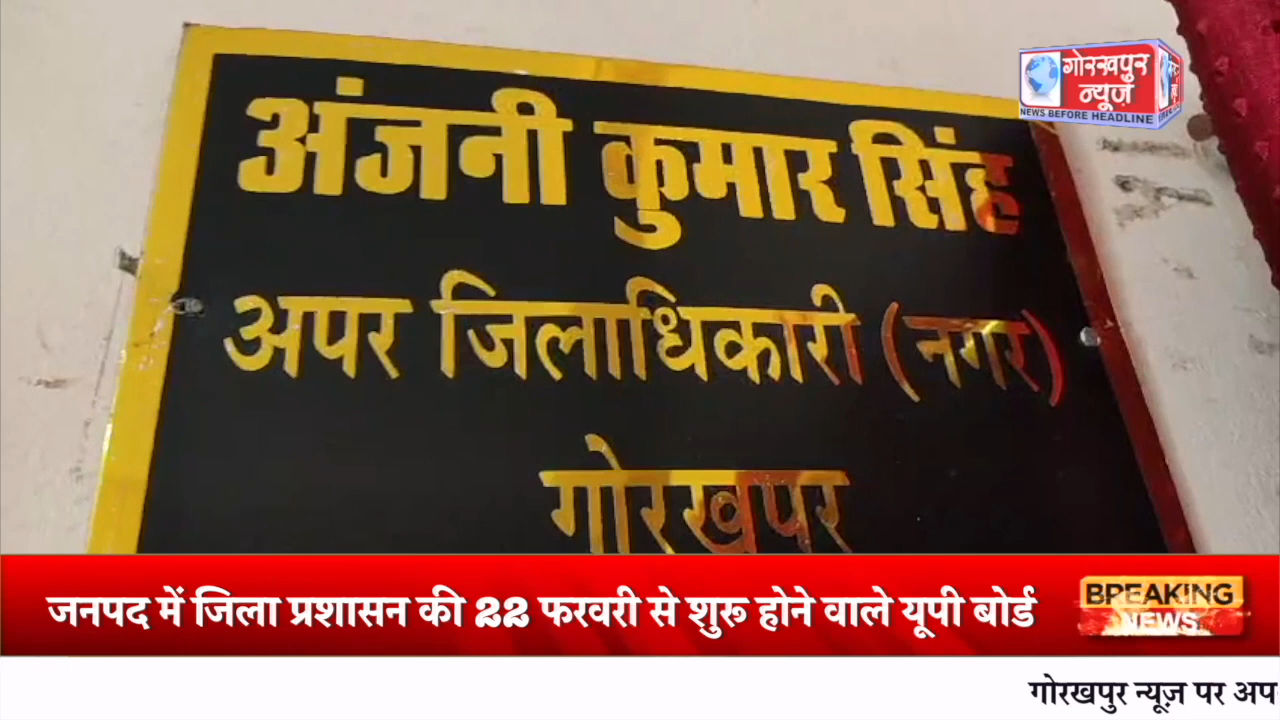 गोरखपुर
न्यूज़
NEWS BEFORE HEADLINE
अंजनी कुमार सिंह
अपर जिलाधिकारी (नगर)
गोरखपुर
जनपद में जिला प्रशासन की 22 फरवरी से शुरू होने वाले यूपी बोर्ड
BREAKING
NEWS
गोरखपुर न्यूज़ पर अप